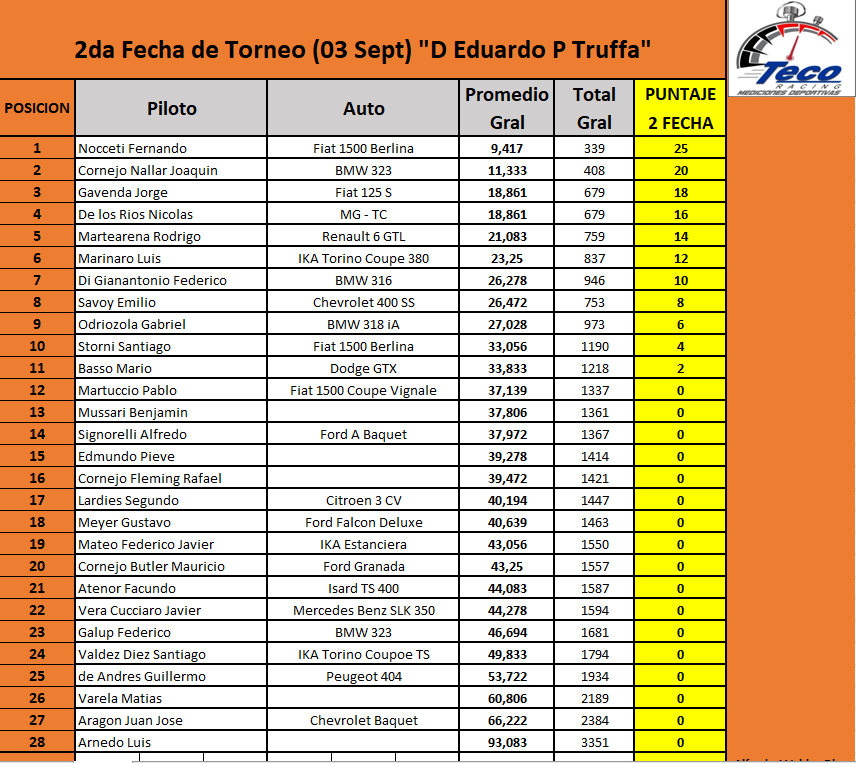 2da Fecha de Torneo (03 Sept) "D Eduardo P Truffa"
Teco
RACING
MEDICIONES DEPORTIVAS
POSICION Piloto Auto Promedio Gral Total Gral PUNTAJE 2 FECHA
1 Nocceti Fernando Fiat 1500 Berlina 9,417 339 25
2 Cornejo Nallar Joaquin BMW 323 11,333 408 20
3 Gavenda Jorge Fiat 125 S 18,861 679 18
4 De los Rios Nicolas MG - TC 18,861 679 16
5 Martearena Rodrigo Renault 6 GTL 21,083 759 14
6 Marinaro Luis IKA Torino Coupe 380 23,25 837 12
7 Di Gianantonio Federico BMW 316 26,278 946 10
8 Savoy Emilio Chevrolet 400 SS 26,472 753 8
9 Odriozola Gabriel BMW 318 iA 27,028 973 6
10 Storni Santiago Fiat 1500 Berlina 33,056 1190 4
11 Basso Mario Dodge GTX 33,833 1218 2
12 Martuccio Pablo Fiat 1500 Coupe Vignale 37,139 1337 0
13 Mussari Benjamin 37,806 1361 0
14 Signorelli Alfredo Ford A Baquet 37,972 1367 0
15 Edmundo Pieve 39,278 1414 0
16 Cornejo Fleming Rafael 39,472 1421 0
17 Lardies Segundo Citroen 3 CV 40,194 1447 0
18 Meyer Gustavo Ford Falcon Deluxe 40,639 1463 0
19 Mateo Federico Javier IKA Estanciera 43,056 1550 0
20 Cornejo Butler Mauricio Ford Granada 43,25 1557 0
21 Atenor Facundo Isard TS 400 44,083 1587 0
22 Vera Cucciaro Javier Mercedes Benz SLK 350 44,278 1594 0
23 Galup Federico BMW 323 46,694 1681 0
24 Valdez Diez Santiago IKA Torino Coupoe TS 49,833 1794 0
25 de Andres Guillermo Peugeot 404 53,722 1934 0
26 Varela Matias 60,806 2189 0
27 Aragon Juan Jose Chevrolet Baquet 66,222 2384 0
28 Arnedo Luis 93,083 3351 0